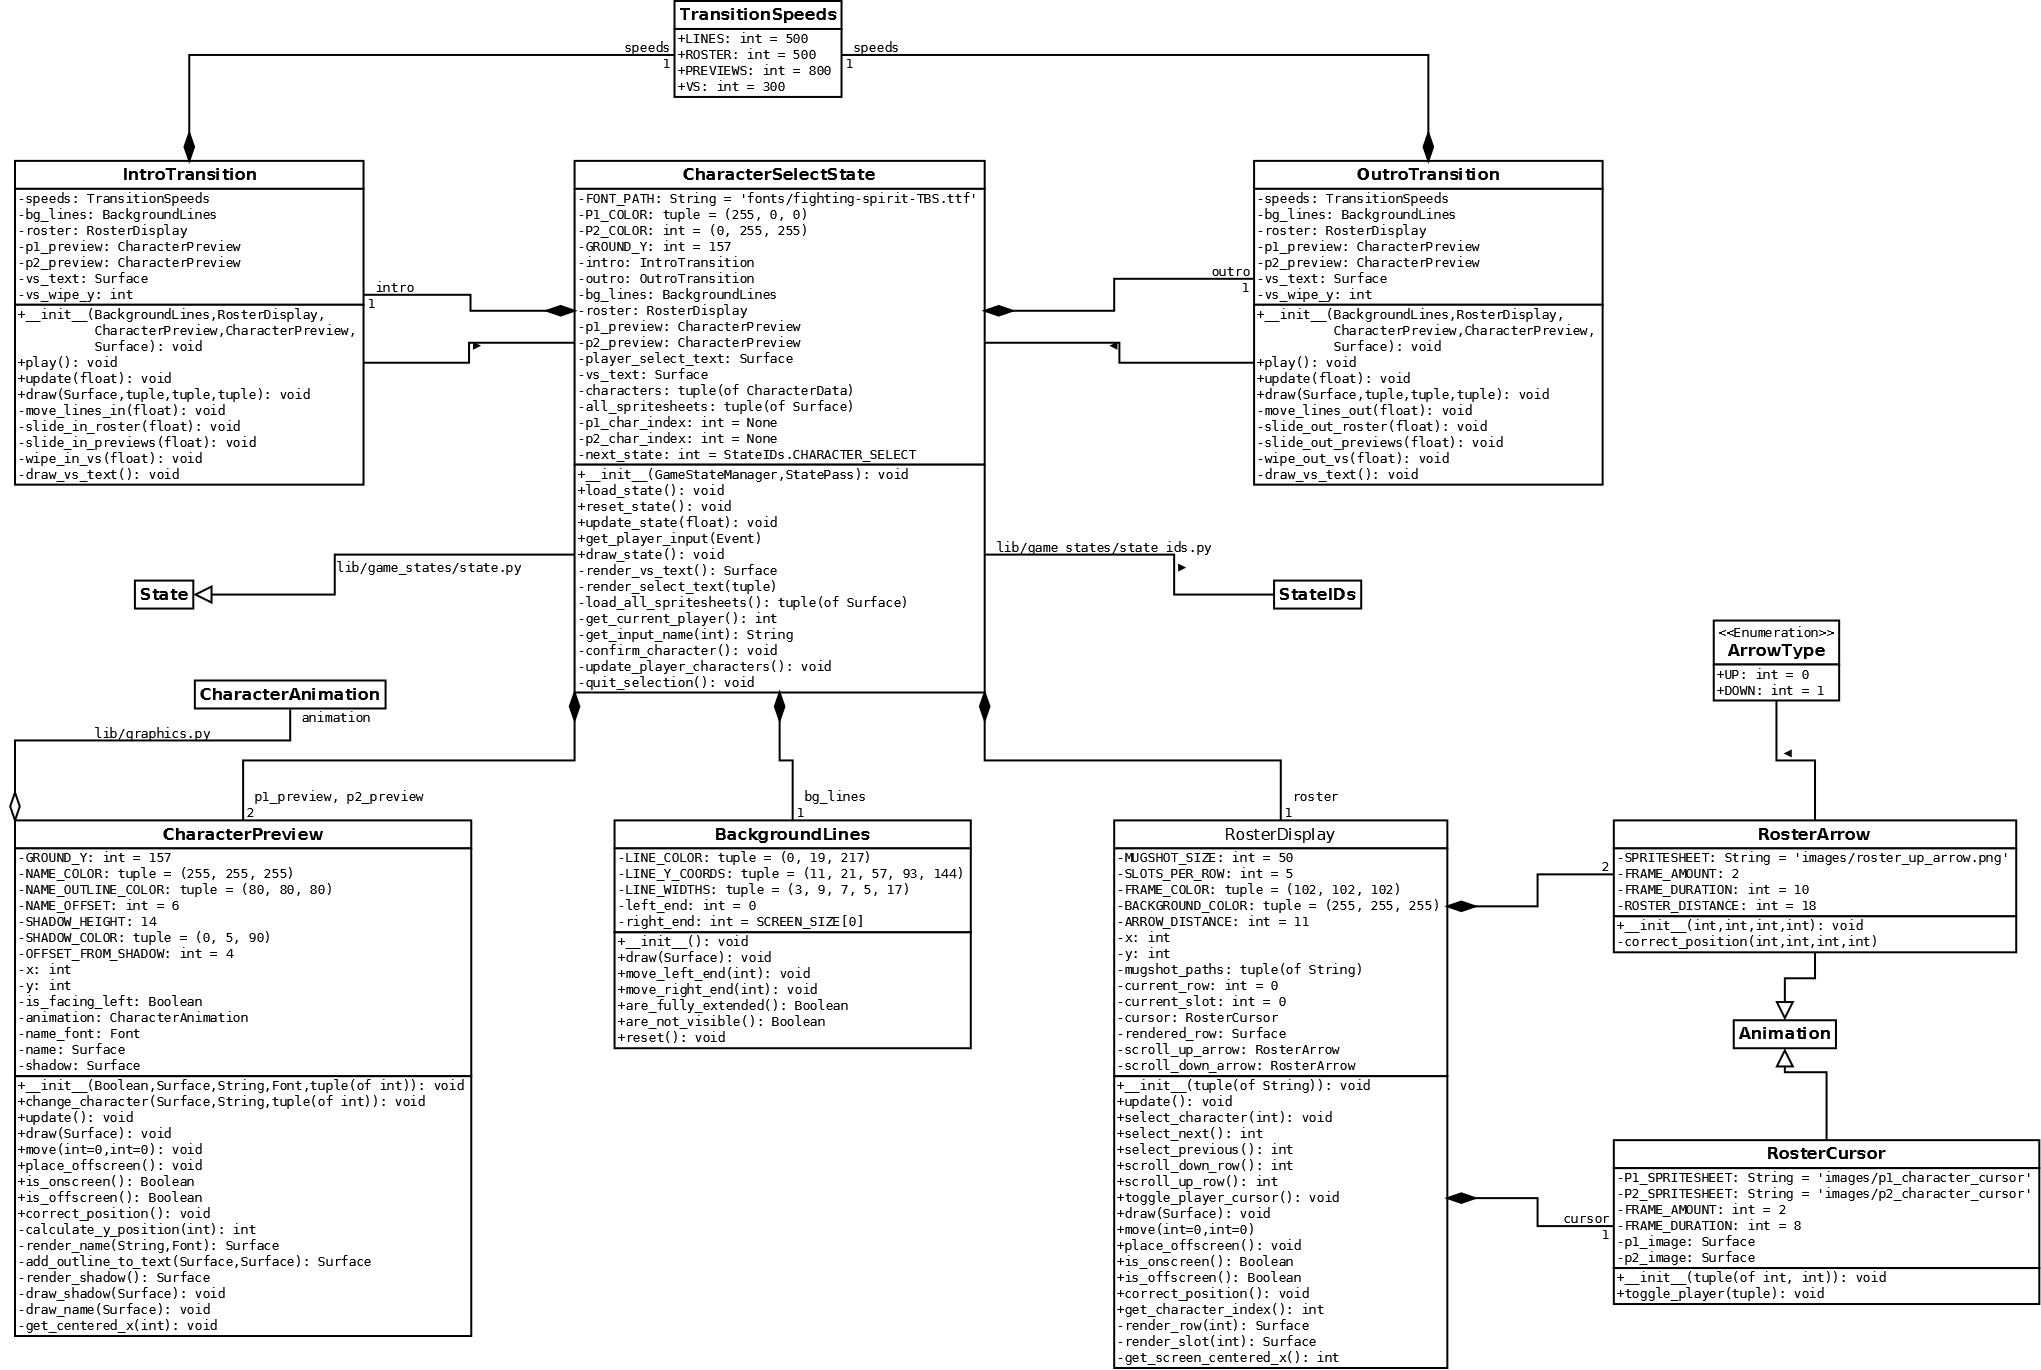 TransitionSpeeds
+LINES: int = 500
+ROSTER: int = 500
+PREVIEWS: int = 800
+VS: int = 300
speeds
1
speeds
1
IntroTransition
-speeds: TransitionSpeeds
-bg_lines: BackgroundLines
-roster: RosterDisplay
-p1_preview: CharacterPreview
-p2_preview: CharacterPreview
-vs_text: Surface
-vs_wipe_y: int
+__init__(BackgroundLines,RosterDisplay,
CharacterPreview,CharacterPreview,
Surface): void
+play(): void
+update(float): void
+draw(Surface,tuple,tuple,tuple): void
-move_lines_in(float): void
-slide_in_roster(float): void
-slide_in_previews(float): void
-wipe_in_vs(float): void
-draw_vs_text(): void
intro
1
CharacterSelectState
-FONT_PATH: String = 'fonts/fighting-spirit-TBS.ttf'
-P1_COLOR: tuple = (255, 0, 0)
-P2_COLOR: int = (0, 255, 255)
-GROUND_Y: int = 157
-intro: IntroTransition
-outro: OutroTransition
-bg_lines: BackgroundLines
-roster: RosterDisplay
-p1_preview: CharacterPreview
-p2_preview: CharacterPreview
-player_select_text: Surface
-vs_text: Surface
-characters: tuple(of CharacterData)
-all_spritesheets: tuple(of Surface)
-p1_char_index: int = None
-p2_char_index: int = None
-next_state: int = StateIDs.CHARACTER_SELECT
+__init__(GameStateManager,StatePass): void
+load_state(): void
+reset_state(): void
+update_state(float): void
+get_player_input(Event)
+draw_state(): void
-render_vs_text(): Surface
-render_select_text(tuple)
-load_all_spritesheets(): tuple(of Surface)
-get_current_player(): int
-get_input_name(int): String
-confirm_character(): void
-update_player_characters(): void
-quit_selection(): void
outro
1
OutroTransition
-speeds: TransitionSpeeds
-bg_lines: BackgroundLines
-roster: RosterDisplay
-p1_preview: CharacterPreview
-p2_preview: CharacterPreview
-vs_text: Surface
-vs_wipe_y: int
+__init__(BackgroundLines,RosterDisplay,
CharacterPreview,CharacterPreview,
Surface): void
+play(): void
+update(float): void
+draw(Surface,tuple,tuple,tuple): void
-move_lines_out(float): void
-slide_out_roster(float): void
-slide_out_previews(float): void
-wipe_out_vs(float): void
-draw_vs_text(): void
lib/game_states/state.py
State
lib/game_states/state_ids.py
StateIDs
CharacterAnimation
animation
lib/graphics.py
<<Enumeration>>
ArrowType
+UP: int = 0
+DOWN: int = 1
p1_preview, p2_preview
2
bg_lines
1
roster
1
CharacterPreview
-GROUND_Y: int = 157
-NAME_COLOR: tuple = (255, 255, 255)
-NAME_OUTLINE_COLOR: tuple = (80, 80, 80)
-NAME_OFFSET: int = 6
-SHADOW_HEIGHT: 14
-SHADOW_COLOR: tuple = (0, 5, 90)
-OFFSET_FROM_SHADOW: int = 4
-x: int
-y: int
-is_facing_left: Boolean
-animation: CharacterAnimation
-name_font: Font
-name: Surface
-shadow: Surface
+__init__(Boolean,Surface,String,Font,tuple(of int)): void
+change_character(Surface,String,tuple(of int)): void
+update(): void
+draw(Surface): void
+move(int=0,int=0): void
+place_offscreen(): void
+is_onscreen(): Boolean
+is_offscreen(): Boolean
+correct_position(): void
-calculate_y_position(int): int
-render_name(String,Font): Surface
-add_outline_to_text(Surface,Surface): Surface
-render_shadow(): Surface
-draw_shadow(Surface): void
-draw_name(Surface): void
-get_centered_x(int): void
BackgroundLines
-LINE_COLOR: tuple = (0, 19, 217)
-LINE_Y_COORDS: tuple = (11, 21, 57, 93, 144)
-LINE_WIDTHS: tuple = (3, 9, 7, 5, 17)
-left_end: int = 0
-right_end: int = SCREEN_SIZE[0]
+__init__(): void
+draw(Surface): void
+move_left_end(int): void
+move_right_end(int): void
+are_fully_extended(): Boolean
+are_not_visible(): Boolean
+reset(): void
RosterDisplay
-MUGSHOT_SIZE: int = 50
-SLOTS_PER_ROW: int = 5
-FRAME_COLOR: tuple = (102, 102, 102)
-BACKGROUND_COLOR: tuple = (255, 255, 255)
-ARROW_DISTANCE: int = 11
-x: int
-y: int
-mugshot_paths: tuple(of String)
-current_row: int = 0
-current_slot: int = 0
-cursor: RosterCursor
-rendered_row: Surface
-scroll_up_arrow: RosterArrow
-scroll_down_arrow: RosterArrow
+__init__(tuple(of String)): void
+update(): void
+select_character(int): void
+select_next(): int
+select_previous(): int
+scroll_down_row(): int
+scroll_up_row(): int
+toggle_player_cursor(): void
+draw(Surface): void
+move(int=0,int=0)
+place_offscreen(): void
+is_onscreen(): Boolean
+is_offscreen(): Boolean
+correct_position(): void
+get_character_index(): int
-render_row(int): Surface
-render_slot(int): Surface
-get_screen_centered_x(): int
2
RosterArrow
-SPRITESHEET: String = 'images/roster_up_arrow.png'
-FRAME_AMOUNT: 2
-FRAME_DURATION: int = 10
-ROSTER_DISTANCE: int = 18
+__init__(int,int,int,int): void
-correct_position(int,int,int,int)
Animation
cursor
1
RosterCursor
-P1_SPRITESHEET: String = 'images/p1_character_cursor'
-P2_SPRITESHEET: String = 'images/p2_character_cursor'
-FRAME_AMOUNT: int = 2
-FRAME_DURATION: int = 8
-p1_image: Surface
-p2_image: Surface
+__init__(tuple(of int, int)): void
+toggle_player(tuple): void